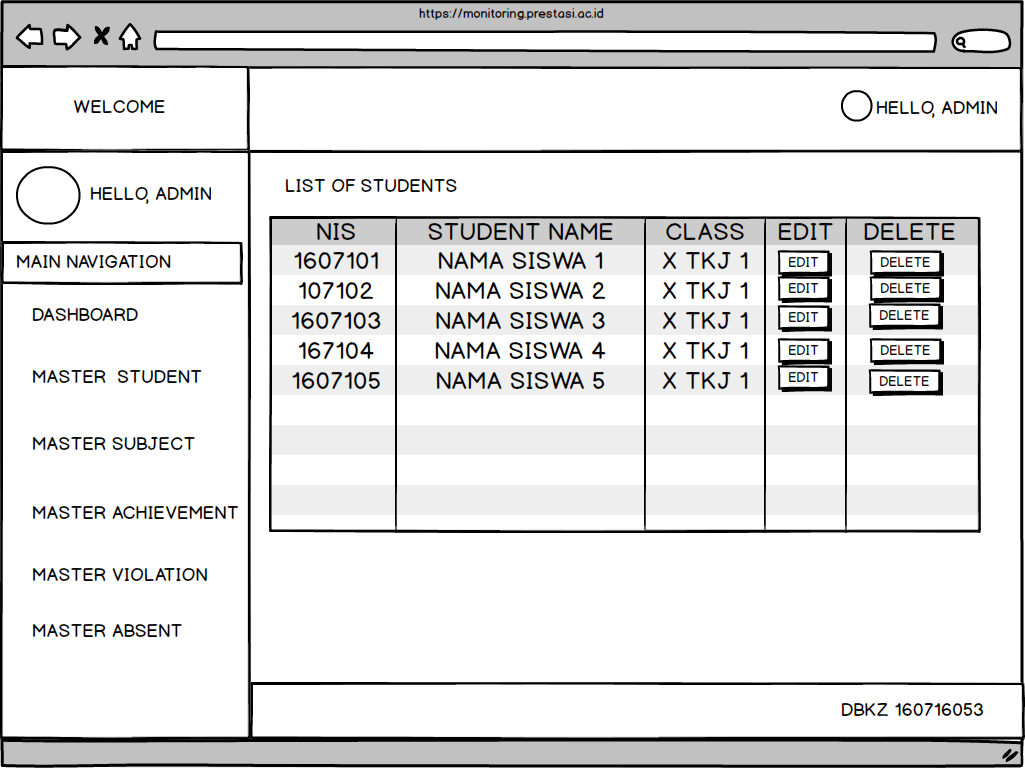 https://monitoring.prestasi.ac.id
WELCOME
HELLO, ADMIN
HELLO, ADMIN
MAIN NAVIGATION
DASHBOARD
MASTER STUDENT
MASTER SUBJECT
MASTER ACHIEVEMENT
MASTER VIOLATION
MASTER ABSENT
LIST OF STUDENTS
NIS STUDENT NAME CLASS EDIT DELETE
1607101 NAMA SISWA 1 X TKJ 1 EDIT DELETE
107102 NAMA SISWA 2 X TKJ 1 EDIT DELETE
1607103 NAMA SISWA 3 X TKJ 1 EDIT DELETE
167104 NAMA SISWA 4 X TKJ 1 EDIT DELETE
1607105 NAMA SISWA 5 X TKJ 1 EDIT DELETE
DBKZ 160716053